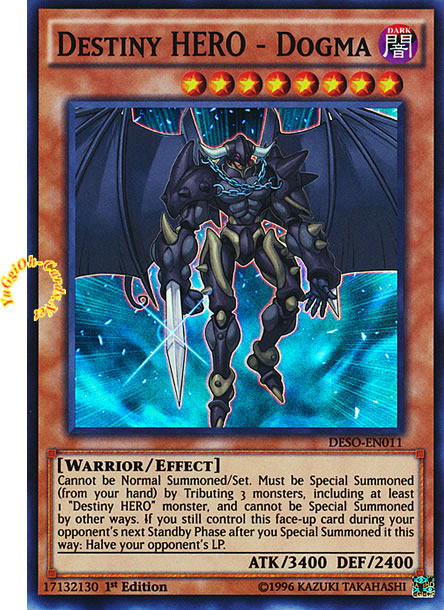 Destiny HERO - Dogma
DARK
闇
YuGgiOh-Cards.Net
DESO-EN011
[WARRIOR/EFFECT]
Cannot be Normal Summoned/Set. Must be Special Summoned
(from your hand) by Tributing 3 monsters, including at least
1 "Destiny HERO" monster, and cannot be Special Summoned
by other ways. If you still control this face-up card during your
opponent's next Standby Phase after you Special Summoned it
this way: Halve your opponent's LP.
ATK/3400 DEF/2400
17132130 1st Edition ©1996 KAZUKI TAKAHASHI